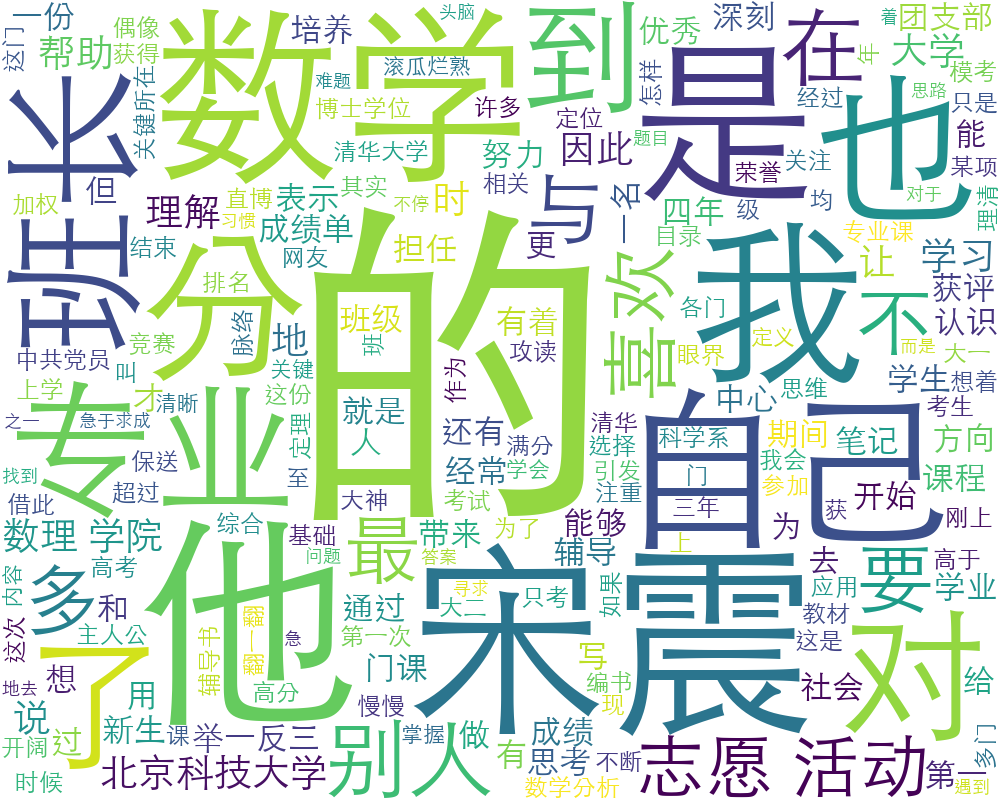 这门
一份
偶像
获得
帮助
关键所在
培养
头脑
滚瓜烂熟
难题
博士学位
许多
清华大学
数学
到
优秀
怎样
深刻
定位
经过
是
在
团支部
大学
着
年
模考
思路
只是
能
某项
对于
理清
也
班长
但
加权
直博
习惯
表示
其实
不停
成绩单
网友
理解
时
努力
相关
因此
题目
荣誉
关注
级
均
与
一名
四年
目录
专业课
更
担任
结束
排名
脉络
地
分
的
班级
班
有着
攻读
喜欢
各门
我
定义
眼界
让
学习
获评
认识
不
而是
大一
中共党员
竞赛
叫
上学
才
清晰
关键
这份
之一
急于求成
作为
就是
人
中心
思维
学生
想着
考生
专业
定理
还有
满分
清华
选择
科学系
自己
期间
笔记
方向
找到
保送
至
经常
学会
引发
门
我会
参加
课程
借此
超过
大神
考试
注重
三年
开始
获
刚上
数理 学院
综合
基础
为了
能够
上
为
他
最
带来
辅导
去
高于
内容
高考
问题
答案
如果
应用
学业
多
和
通过
寻求
大二
只考
宋震
要
教材
这次
主人公
辅导书
翻一翻
急
第一次
这是
对
了
地去
想
用
高分
门课
写
编书
现
社会
给
说
新生
课
举一反三
慢慢
掌握
做
成绩
开阔
过
别人
有
思考
不断
志愿 活动
第一
多门
时候
北京科技大学
数学分析
遇到